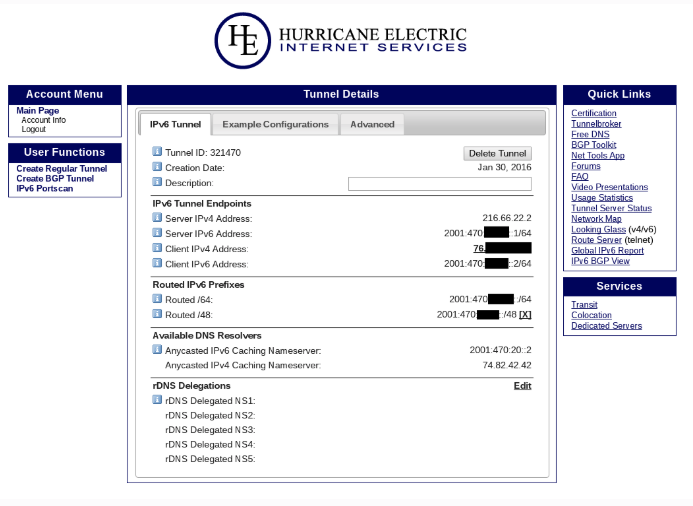 HE HURRICANE ELECTRIC
INTERNET SERVICES
Account Menu
Main Page
Account Info
Logout
User Functions
Create Regular Tunnel
Create BGP Tunnel
IPv6 Portscan
Tunnel Details
IPv6 Tunnel Example Configurations Advanced
Tunnel ID: 321470 Delete Tunnel
Creation Date: Jan 30, 2016
Description:
IPv6 Tunnel Endpoints
Server IPv4 Address: 216.66.22.2
Server IPv6 Address: 2001:470 ::1/64
Client IPv4 Address: 76.
Client IPv6 Address: 2001:470: ::2/64
Routed IPv6 Prefixes
Routed /64: 2001:470 ::/64
Routed /48: 2001:470: ::/48 [X]
Available DNS Resolvers
Anycasted IPv6 Caching Nameserver: 2001:470:20::2
Anycasted IPv4 Caching Nameserver: 74.82.42.42
rDNS Delegations Edit
rDNS Delegated NS1:
rDNS Delegated NS2:
rDNS Delegated NS3:
rDNS Delegated NS4:
rDNS Delegated NS5:
Quick Links
Certification
Tunnelbroker
Free DNS
BGP Toolkit
Net Tools App
Forums
FAQ
Video Presentations
Usage Statistics
Tunnel Server Status
Network Map
Looking Glass (v4/v6)
Route Server (telnet)
Global IPv6 Report
IPv6 BGP View
Services
Transit
Colocation
Dedicated Servers